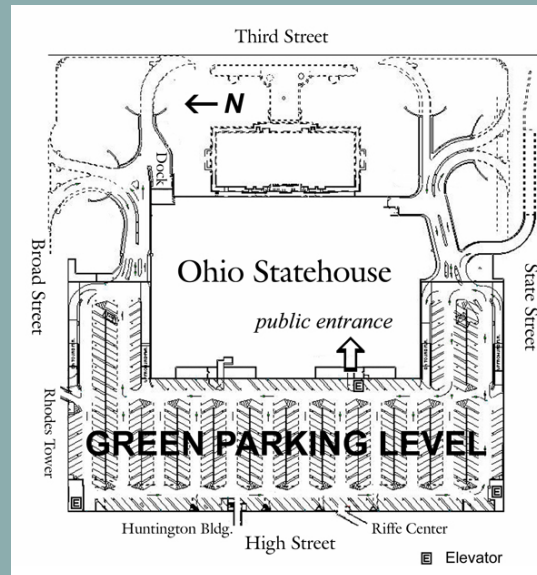 Third Street
N
Dock
Broad Street
Ohio Statehouse
State Street
public entrance
E
Rhodes Tower
GREEN PARKING LEVEL
E
E
Huntington Bldg.
Riffe Center
High Street
E Elevator